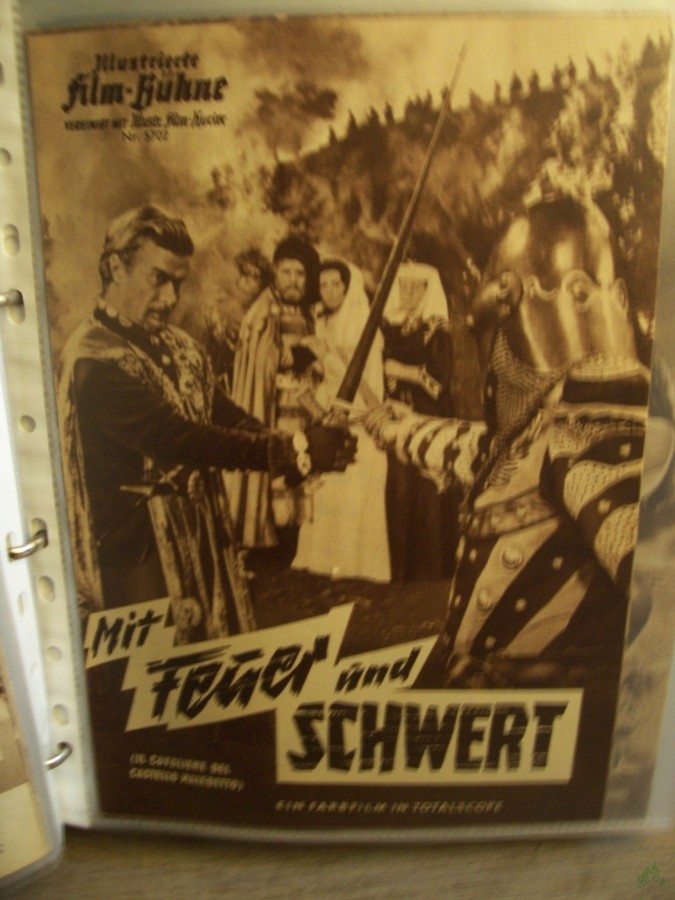 Illustrierte
Film-Bühne
VEREINIGT MIT Illustr. Film-Kurier
Nr. 5702
Mit
Feuer und
SCHWERT
(IL CAVALIERE DEL
CASTELLO MALEDETTO)
EIN FARBFILM IN TOTALSCOPE